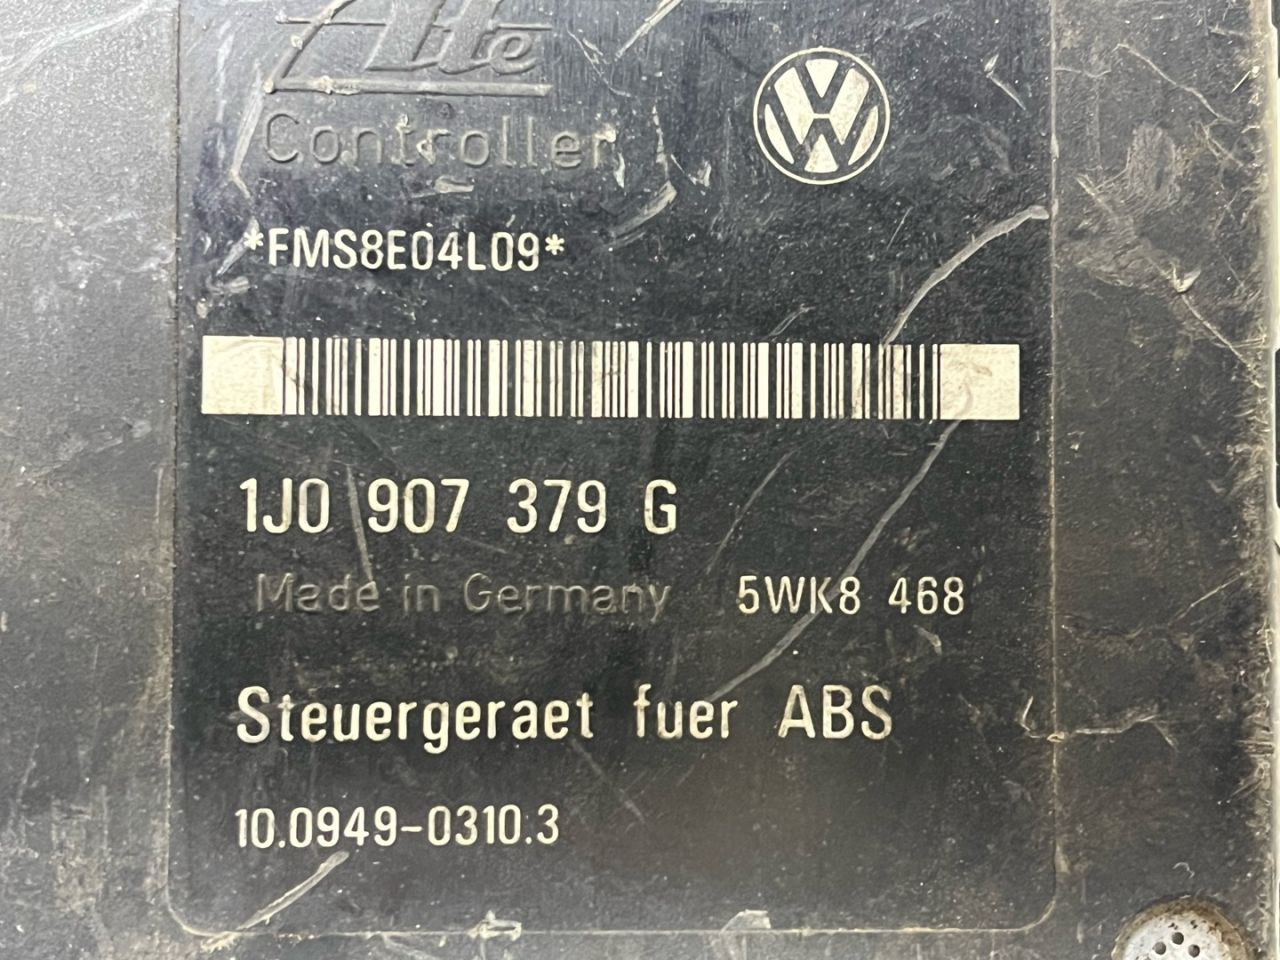 Ate
Controller
*FMS8E04L09*
1J0 907 379 G
Made in Germany 5WK8 468
Steuergeraet fuer ABS
10.0949-0310.3